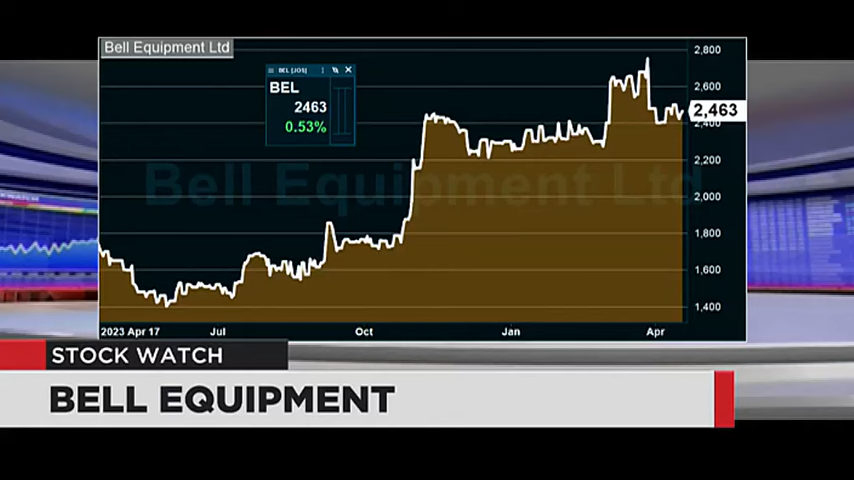 Bell Equipment Ltd
BEL [JOS]
BEL
2463
0.53%
Bell Equipment Ltd
2,800
2,600
2,463
2,400
2,200
2,000
1,800
1,600
1,400
2023 Apr 17 Jul Oct Jan Apr
STOCK WATCH
BELL EQUIPMENT